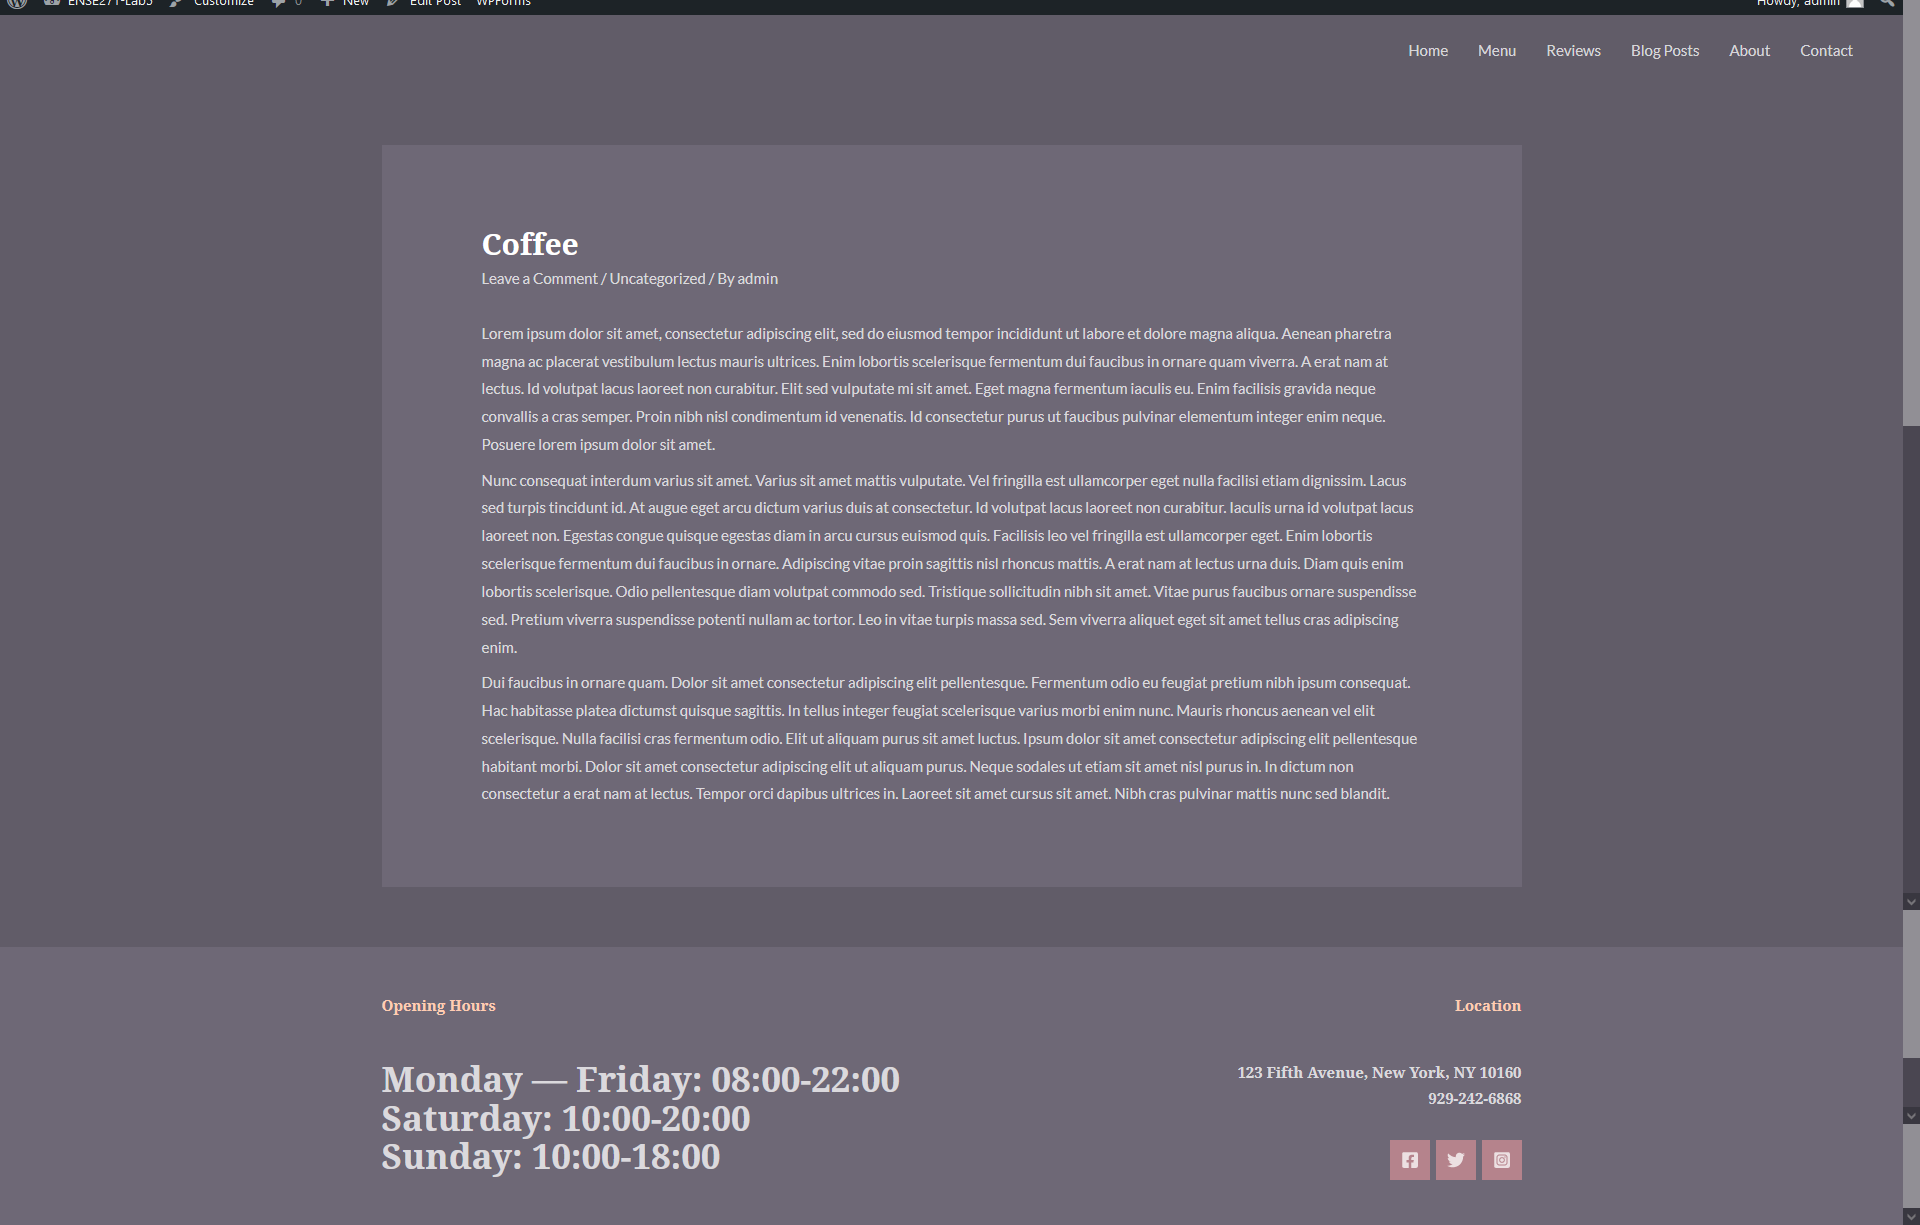 ENSE271-Lab5 Customize 0 New Edit Post WPForms Howdy, admin
Home Menu Reviews Blog Posts About Contact
Coffee
Leave a Comment / Uncategorized / By admin
Lorem ipsum dolor sit amet, consectetur adipiscing elit, sed do eiusmod tempor incididunt ut labore et dolore magna aliqua. Aenean pharetra
magna ac placerat vestibulum lectus mauris ultrices. Enim lobortis scelerisque fermentum dui faucibus in ornare quam viverra. A erat nam at
lectus. Id volutpat lacus laoreet non curabitur. Elit sed vulputate mi sit amet. Eget magna fermentum iaculis eu. Enim facilisis gravida neque
convallis a cras semper. Proin nibh nisl condimentum id venenatis. Id consectetur purus ut faucibus pulvinar elementum integer enim neque.
Posuere lorem ipsum dolor sit amet.
Nunc consequat interdum varius sit amet. Varius sit amet mattis vulputate. Vel fringilla est ullamcorper eget nulla facilisi etiam dignissim. Lacus
sed turpis tincidunt id. At augue eget arcu dictum varius duis at consectetur. Id volutpat lacus laoreet non curabitur. Iaculis urna id volutpat lacus
laoreet non. Egestas congue quisque egestas diam in arcu cursus euismod quis. Facilisis leo vel fringilla est ullamcorper eget. Enim lobortis
scelerisque fermentum dui faucibus in ornare. Adipiscing vitae proin sagittis nisl rhoncus mattis. A erat nam at lectus urna duis. Diam quis enim
lobortis scelerisque. Odio pellentesque diam volutpat commodo sed. Tristique sollicitudin nibh sit amet. Vitae purus faucibus ornare suspendisse
sed. Pretium viverra suspendisse potenti nullam ac tortor. Leo in vitae turpis massa sed. Sem viverra aliquet eget sit amet tellus cras adipiscing
enim.
Dui faucibus in ornare quam. Dolor sit amet consectetur adipiscing elit pellentesque. Fermentum odio eu feugiat pretium nibh ipsum consequat.
Hac habitasse platea dictumst quisque sagittis. In tellus integer feugiat scelerisque varius morbi enim nunc. Mauris rhoncus aenean vel elit
scelerisque. Nulla facilisi cras fermentum odio. Elit ut aliquam purus sit amet luctus. Ipsum dolor sit amet consectetur adipiscing elit pellentesque
habitant morbi. Dolor sit amet consectetur adipiscing elit ut aliquam purus. Neque sodales ut etiam sit amet nisl purus in. In dictum non
consectetur a erat nam at lectus. Tempor orci dapibus ultrices in. Laoreet sit amet cursus sit amet. Nibh cras pulvinar mattis nunc sed blandit.
Opening Hours
Monday — Friday: 08:00-22:00
Saturday: 10:00-20:00
Sunday: 10:00-18:00
Location
123 Fifth Avenue, New York, NY 10160
929-242-6868